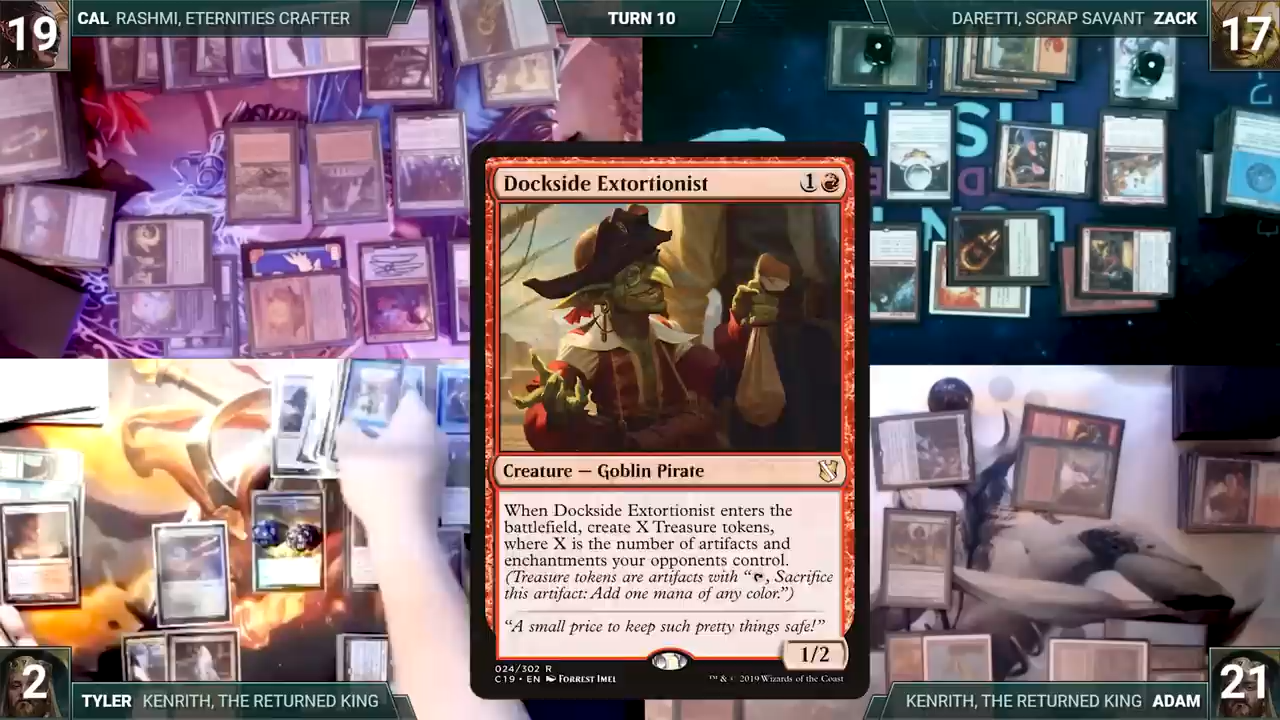 19
CAL RASHMI, ETERNITIES CRAFTER
TURN 10
DARETTI, SCRAP SAVANT ZACK
17
Dockside Extortionist
1
Creature — Goblin Pirate
When Dockside Extortionist enters the
battlefield, create X Treasure tokens,
where X is the number of artifacts and
enchantments your opponents control.
(Treasure tokens are artifacts with “, Sacrifice
this artifact: Add one mana of any color.”)
“A small price to keep such pretty things safe!”
1/2
024/302 R
C19 • EN FORREST IMEL
™ & © 2019 Wizards of the Coast
2
TYLER KENRITH, THE RETURNED KING
KENRITH, THE RETURNED KING ADAM
21